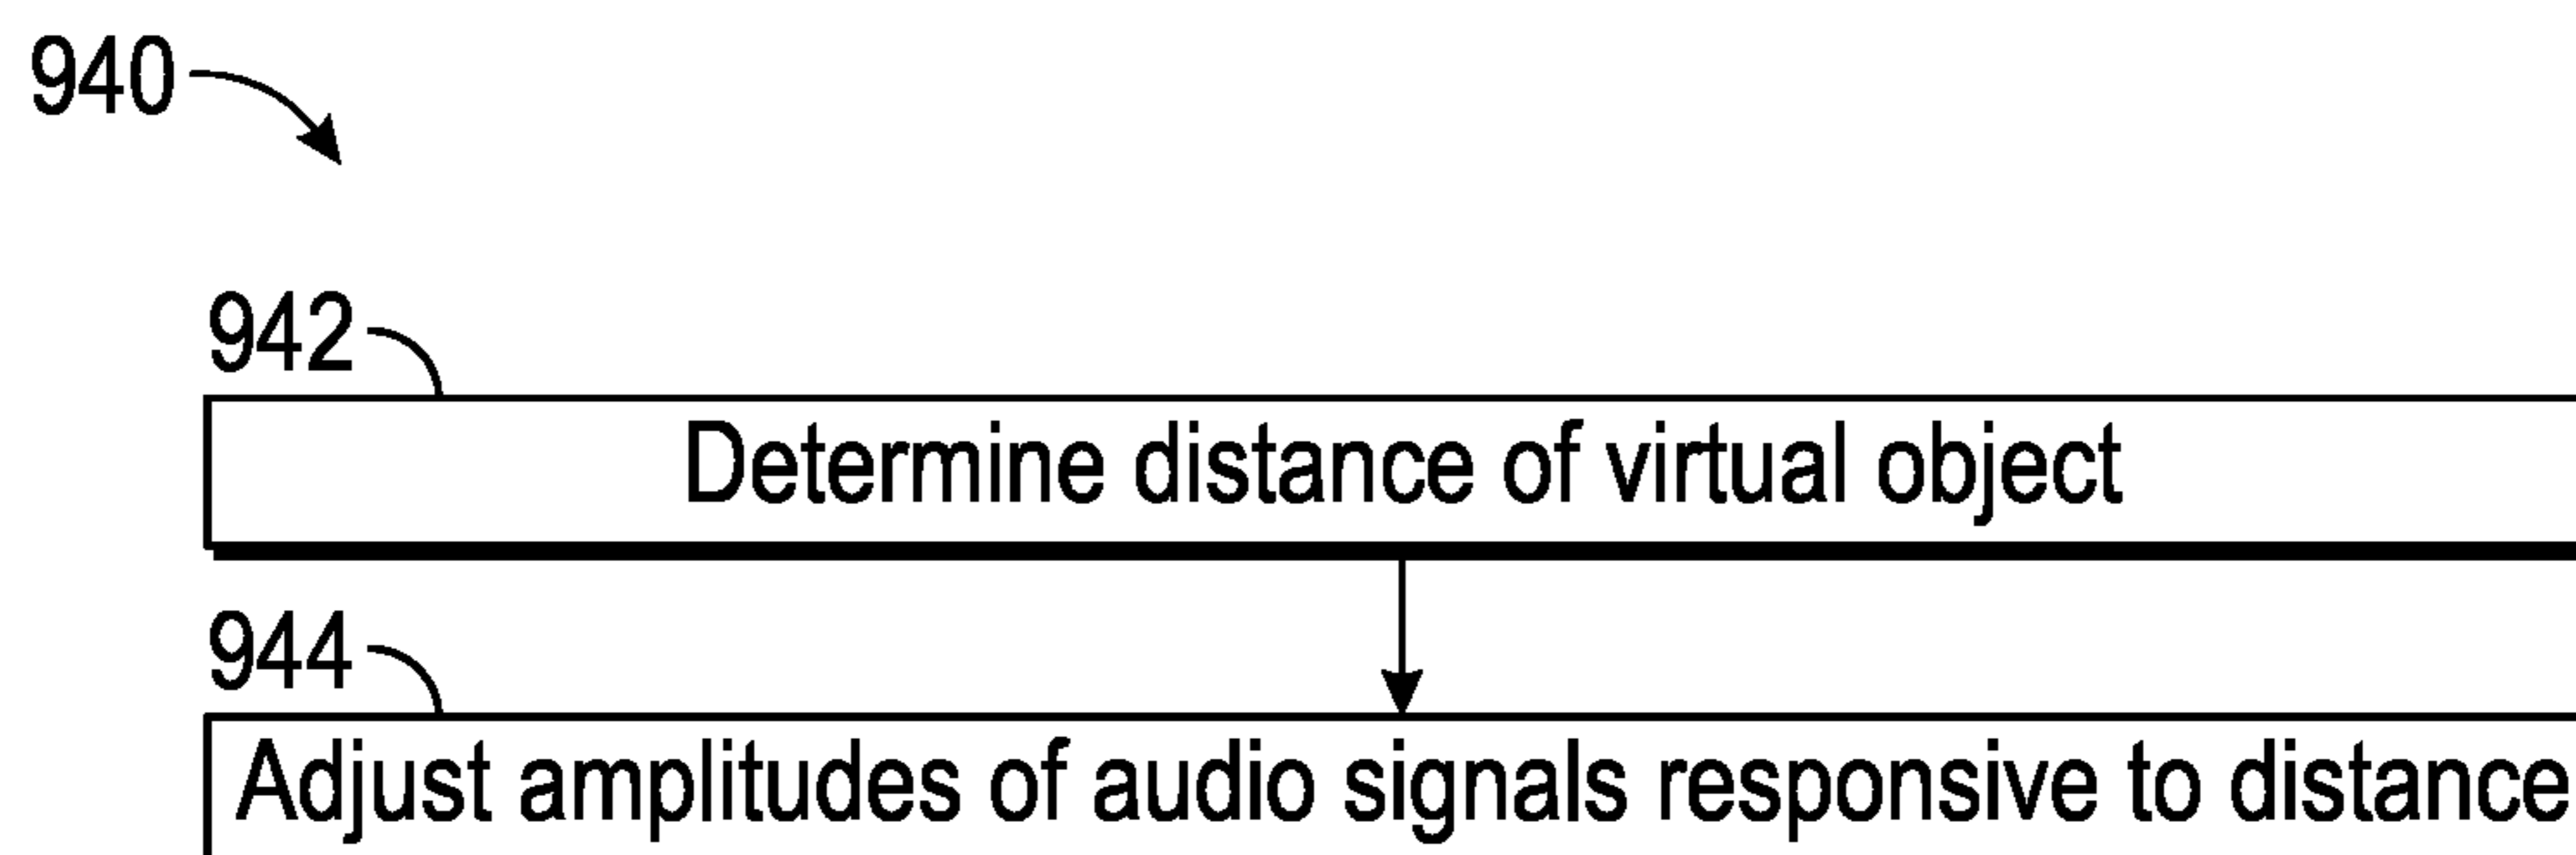 940
942
Determine distance of virtual object
944
Adjust amplitudes of audio signals responsive to distance